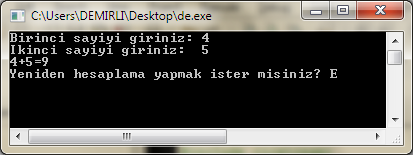 C:\Users\DEMIRLI\Desktop\de.exe
Birinci sayiyi giriniz: 4
Ikinci sayiyi giriniz:  5
4+5=9
Yeniden hesaplama yapmak ister misiniz? E